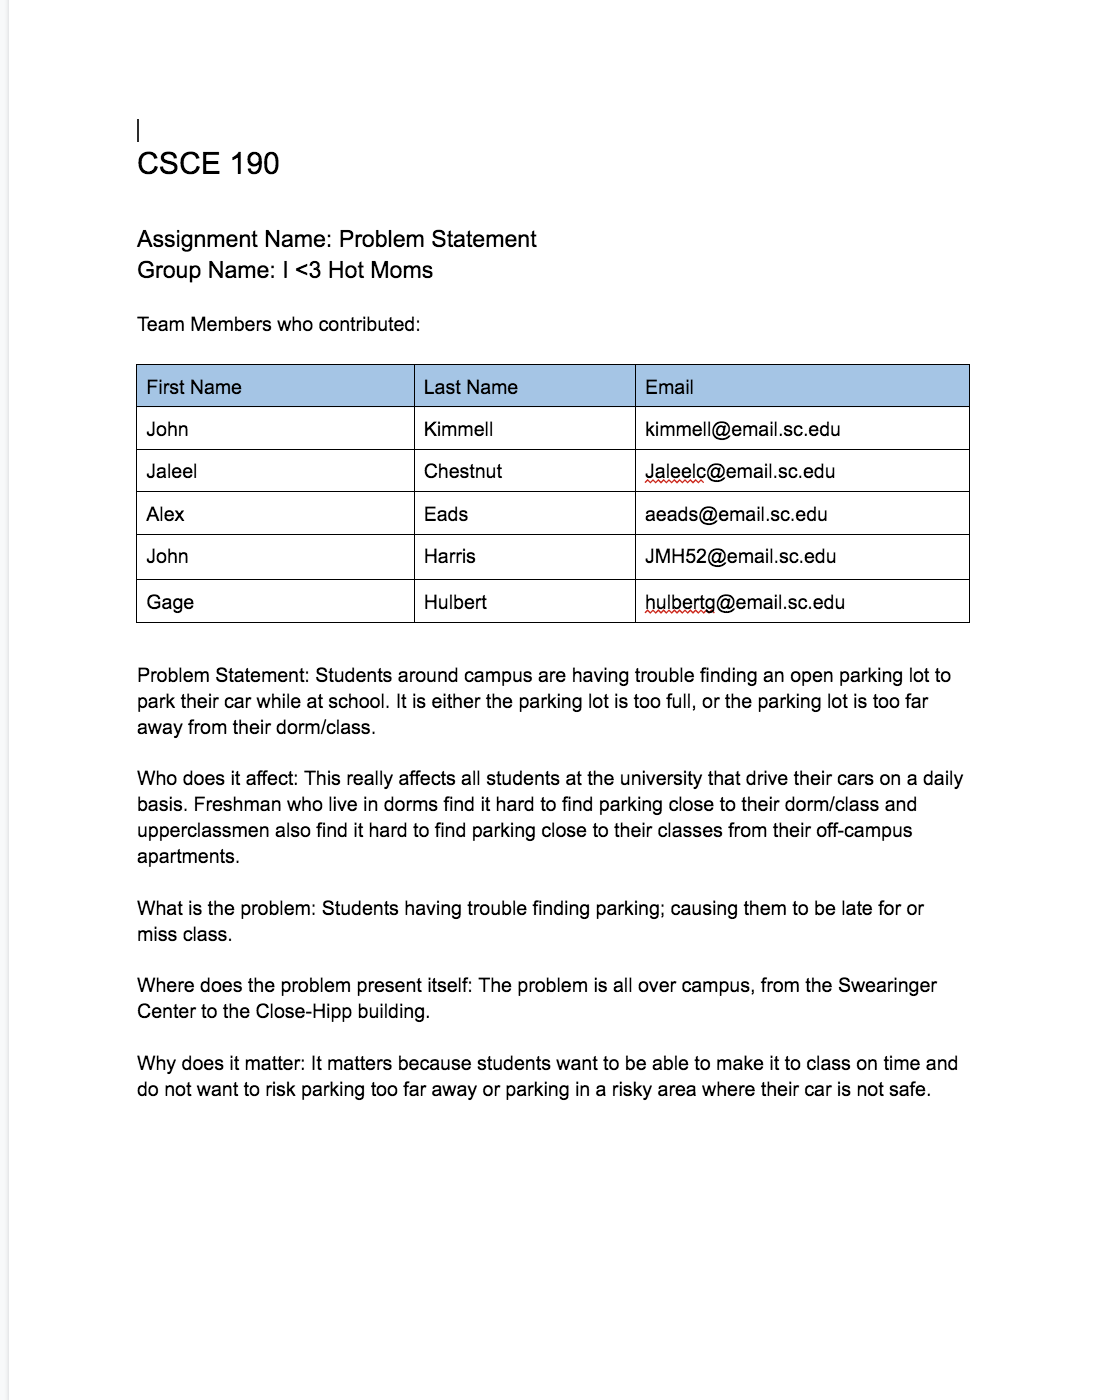 CSCE 190
Assignment Name: Problem Statement
Group Name: I <3 Hot Moms
Team Members who contributed:
First Name Last Name Email
John Kimmell kimmell@email.sc.edu
Jaleel Chestnut Jaleelc@email.sc.edu
Alex Eads aeads@email.sc.edu
John Harris JMH52@email.sc.edu
Gage Hulbert hulbertg@email.sc.edu
Problem Statement: Students around campus are having trouble finding an open parking lot to
park their car while at school. It is either the parking lot is too full, or the parking lot is too far
away from their dorm/class.
Who does it affect: This really affects all students at the university that drive their cars on a daily
basis. Freshman who live in dorms find it hard to find parking close to their dorm/class and
upperclassmen also find it hard to find parking close to their classes from their off-campus
apartments.
What is the problem: Students having trouble finding parking; causing them to be late for or
miss class.
Where does the problem present itself: The problem is all over campus, from the Swearinger
Center to the Close-Hipp building.
Why does it matter: It matters because students want to be able to make it to class on time and
do not want to risk parking too far away or parking in a risky area where their car is not safe.